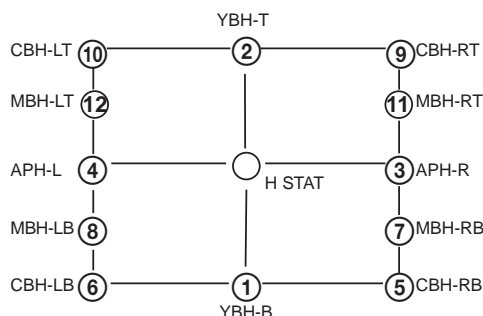 YBH-T
CBH-LT 10 2 9 CBH-RT
MBH-LT 12 11 MBH-RT
APH-L 4 3 APH-R
H STAT
MBH-LB 8 7 MBH-RB
CBH-LB 6 1 5 CBH-RB
YBH-B